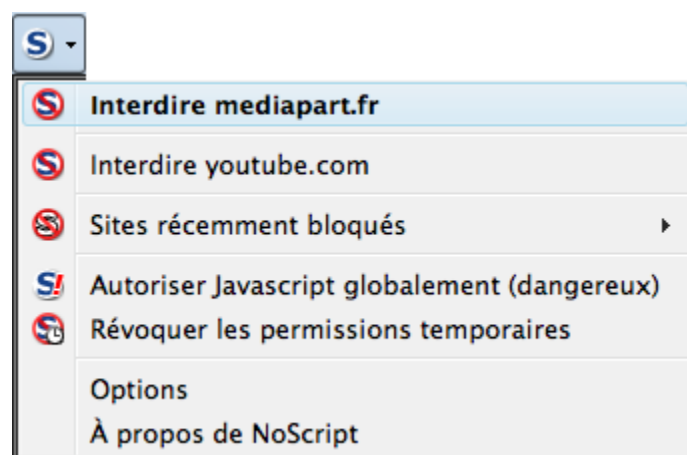 S
Interdire mediapart.fr
Interdire youtube.com
Sites récemment bloqués
Autoriser Javascript globalement (dangereux)
Révoquer les permissions temporaires
Options
À propos de NoScript